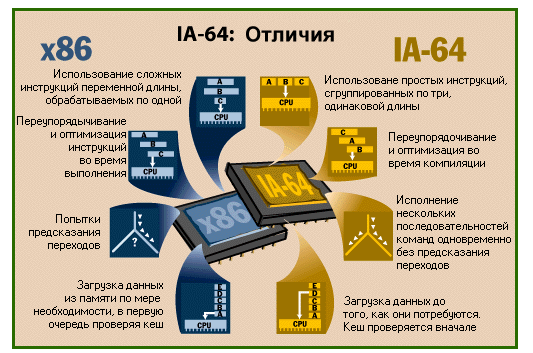 IA-64: Отличия
x86
IA-64
Использование сложных
инструкций переменной длины,
обрабатываемых по одной
A
B
C
CPU
A B C
CPU
Использоване простых инструкций,
сгруппированных по три,
одинаковой длины
Переупорядычивание
и оптимизация
инструкций
во время
выполнения
A
B
C
CPU
C
A
B
CPU
Переупорядочивание
и оптимизация во
время компиляции
x86
IA-64
Попытки
предсказания
переходов
?
Исполнение
нескольких
последовательностей
команд одновременно
без предсказания
переходов
Загрузка данных
из памяти по мере
необходимости, в первую
очередь проверяя кеш
E
D
C
B
A
CPU
E
D
C
B
A
CPU
Загрузка данных до
того, как они потребуются.
Кеш проверяется вначале